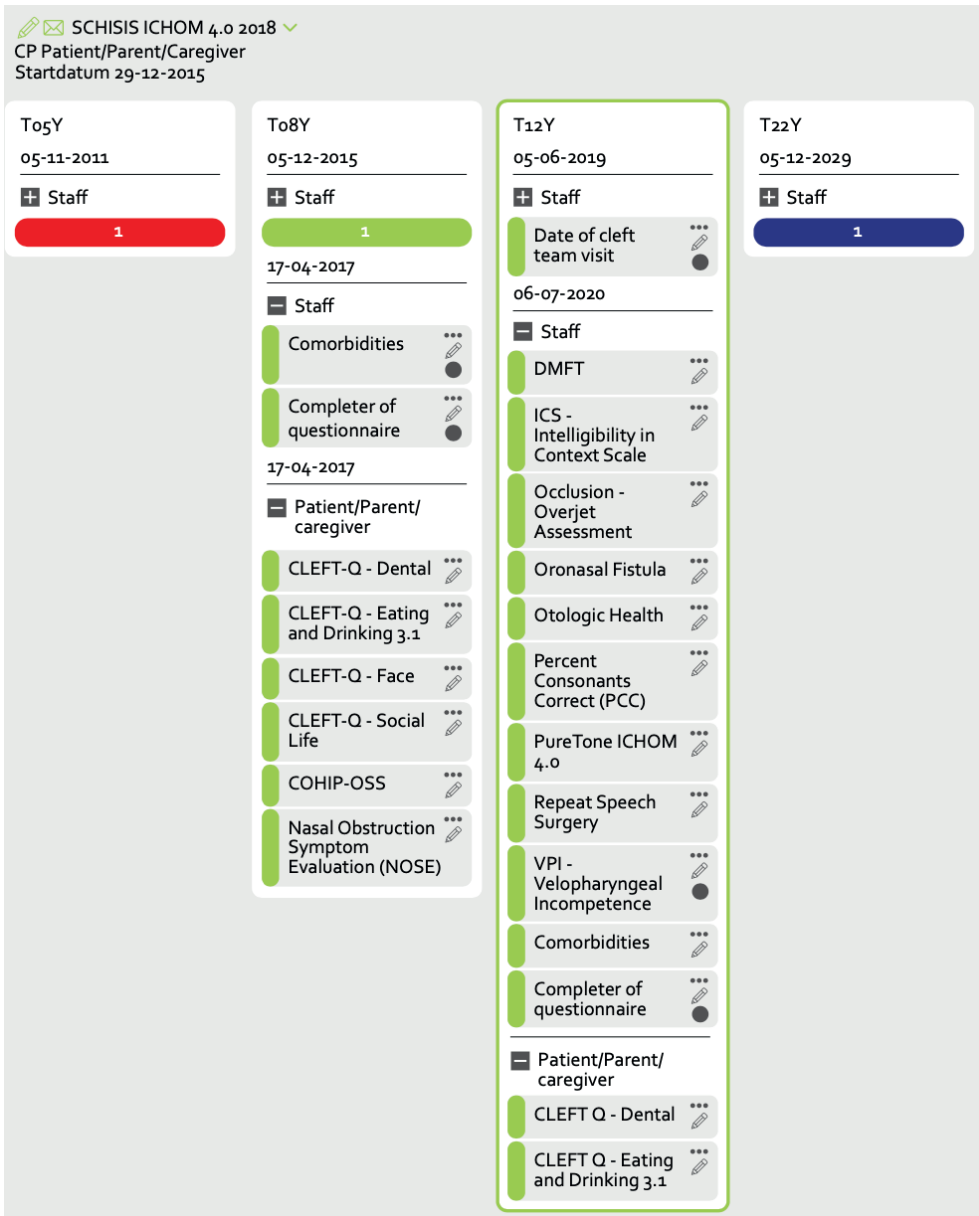 SCHISIS ICHOM 4.0 2018
CP Patient/Parent/Caregiver
Startdatum 29-12-2015
T05Y
05-11-2011
Staff
1
T08Y
05-12-2015
Staff
1
17-04-2017
Staff
Comorbidities
Completer of
questionnaire
17-04-2017
Patient/Parent/
caregiver
CLEFT-Q - Dental
CLEFT-Q - Eating
and Drinking 3.1
CLEFT-Q - Face
CLEFT-Q - Social
Life
COHIP-OSS
Nasal Obstruction
Symptom
Evaluation (NOSE)
T12Y
05-06-2019
Staff
Date of cleft
team visit
06-07-2020
Staff
DMFT
ICS -
Intelligibility in
Context Scale
Occlusion -
Overjet
Assessment
Oronasal Fistula
Otologic Health
Percent
Consonants
Correct (PCC)
PureTone ICHOM
4.0
Repeat Speech
Surgery
VPI -
Velopharyngeal
Incompetence
Comorbidities
Completer of
questionnaire
Patient/Parent/
caregiver
CLEFT Q - Dental
CLEFT Q - Eating
and Drinking 3.1
T22Y
05-12-2029
Staff
1